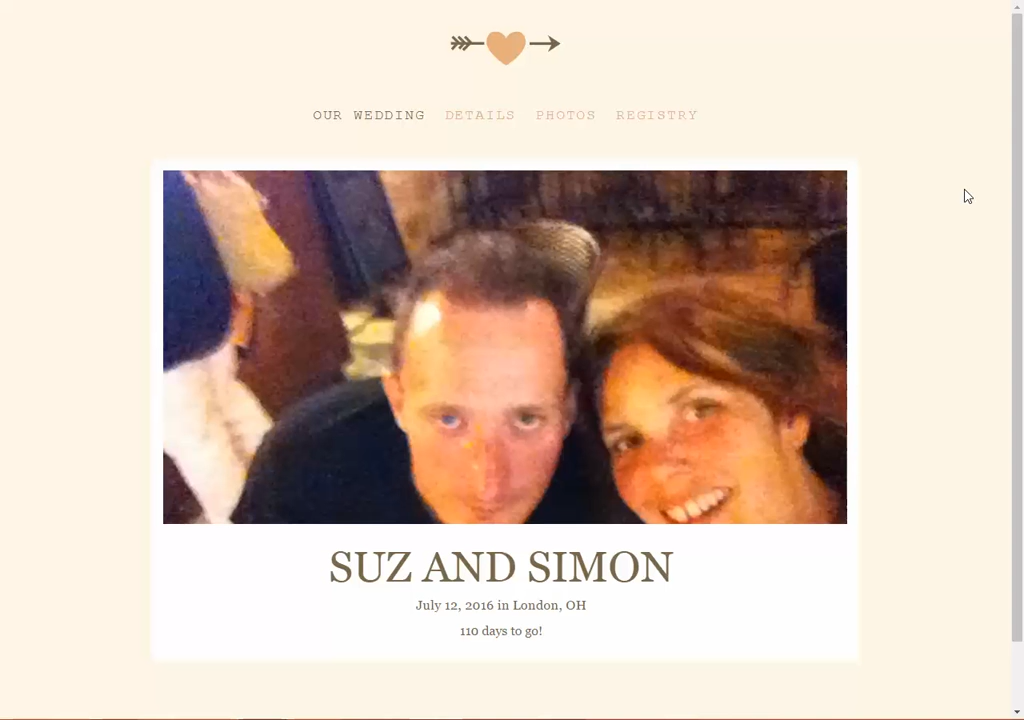 OUR WEDDING DETAILS PHOTOS REGISTRY
SUZ AND SIMON
July 12, 2016 in London, OH
110 days to go!